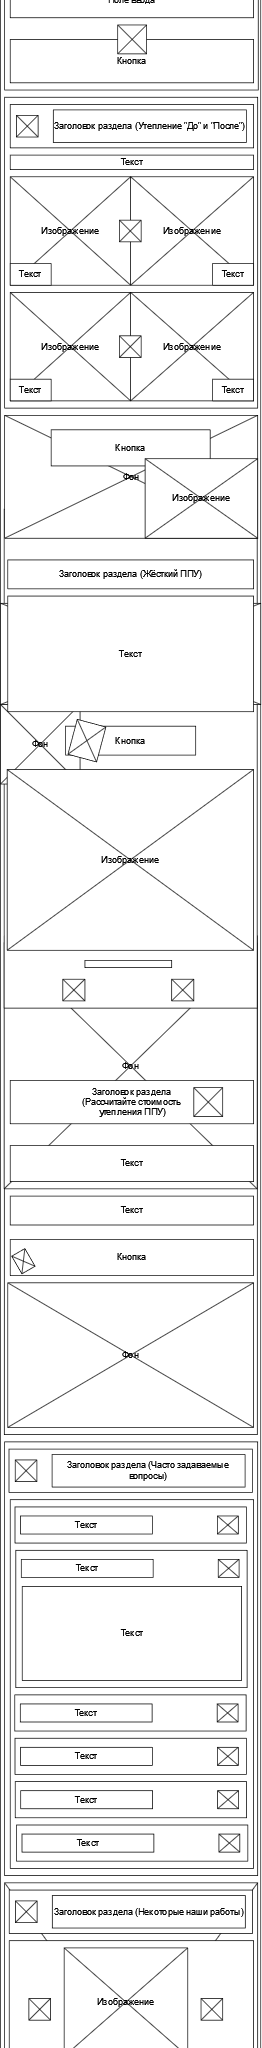 Поле ввода
Кнопка
Заголовок раздела (Утепление "До" и "После")
Текст
Изображение
Изображение
Текст
Текст
Изображение
Изображение
Текст
Текст
Кнопка
Фон
Изображение
Заголовок раздела (Жёсткий ППУ)
Текст
Фон
Кнопка
Изображение
Фон
Заголовок раздела
(Рассчитайте стоимость
утепления ППУ)
Текст
Текст
Кнопка
Фон
Заголовок раздела (Часто задаваемые
вопросы)
Текст
Текст
Текст
Текст
Текст
Текст
Текст
Заголовок раздела (Некоторые наши работы)
Изображение